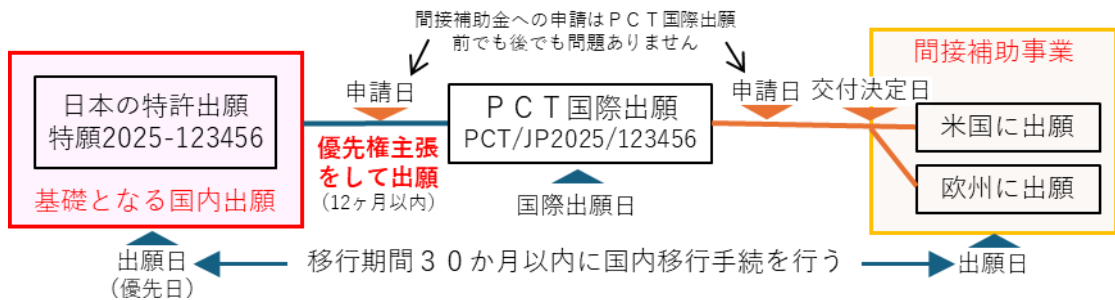 間接補助金への申請はＰＣＴ国際出願
前でも後でも問題ありません
間接補助事業
日本の特許出願
特願2025-123456
基礎となる国内出願
申請日
優先権主張
をして出願
（12ヶ月以内）
ＰＣＴ国際出願
PCT/JP2025/123456
国際出願日
申請日
交付決定日
米国に出願
欧州に出願
出願日
（優先日）
移行期間３０か月以内に国内移行手続を行う
出願日